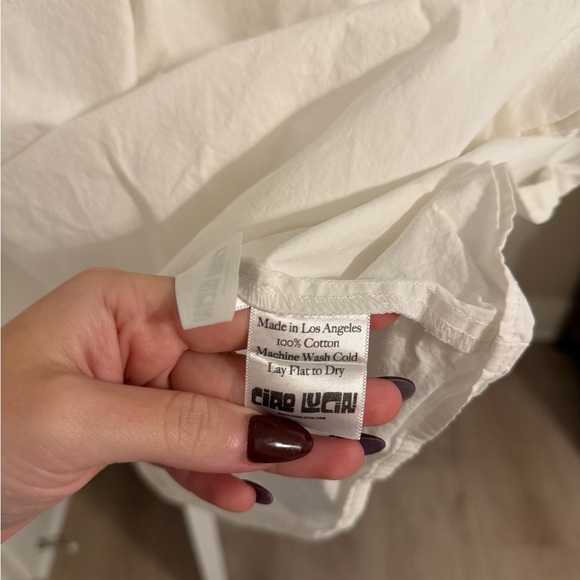 Made in Los Angeles
100% Cotton
Machine Wash Cold
Lay Flat to Dry
CIAO LUCIA!